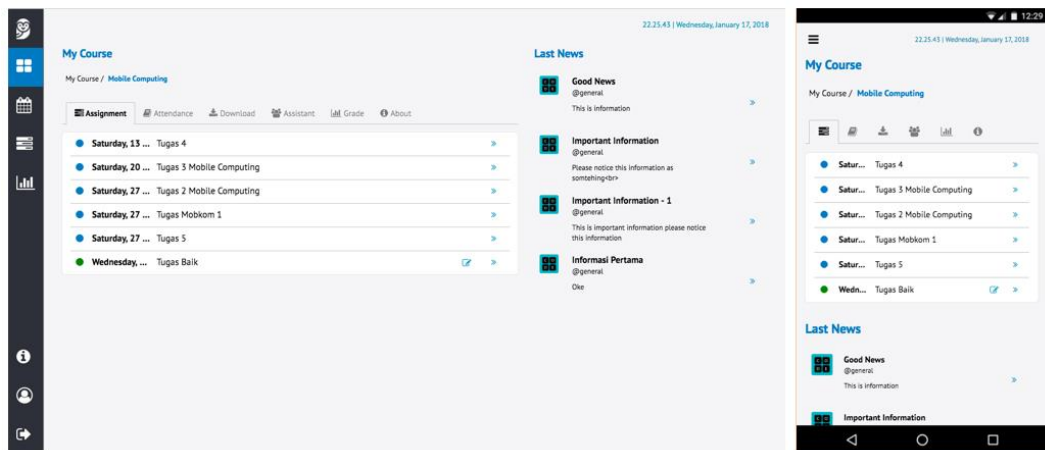 22.25.43 | Wednesday, January 17, 2018
My Course
My Course / Mobile Computing
Assignment Attendance Download Assistant Grade About
Saturday, 13 ... Tugas 4
Saturday, 20 ... Tugas 3 Mobile Computing
Saturday, 27 ... Tugas 2 Mobile Computing
Saturday, 27 ... Tugas Mobkom 1
Saturday, 27 ... Tugas 5
Wednesday, ... Tugas Baik
Last News
Good News
@general
This is information
Important Information
@general
Please notice this information as
somtehing<br>
Important Information - 1
@general
This is important information please notice
this information
Informasi Pertama
@general
Oke
12:29
22.25.43 | Wednesday, January 17, 2018
My Course
My Course / Mobile Computing
Satur... Tugas 4
Satur... Tugas 3 Mobile Computing
Satur... Tugas 2 Mobile Computing
Satur... Tugas Mobkom 1
Satur... Tugas 5
Wedn... Tugas Baik
Last News
Good News
@general
This is information
Important Information